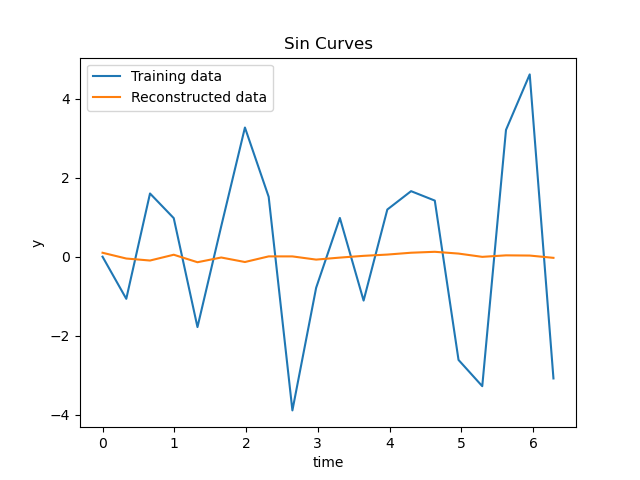 Sin Curves
Training data
Reconstructed data
4
2
0
−2
−4
y
0 1 2 3 4 5 6
time